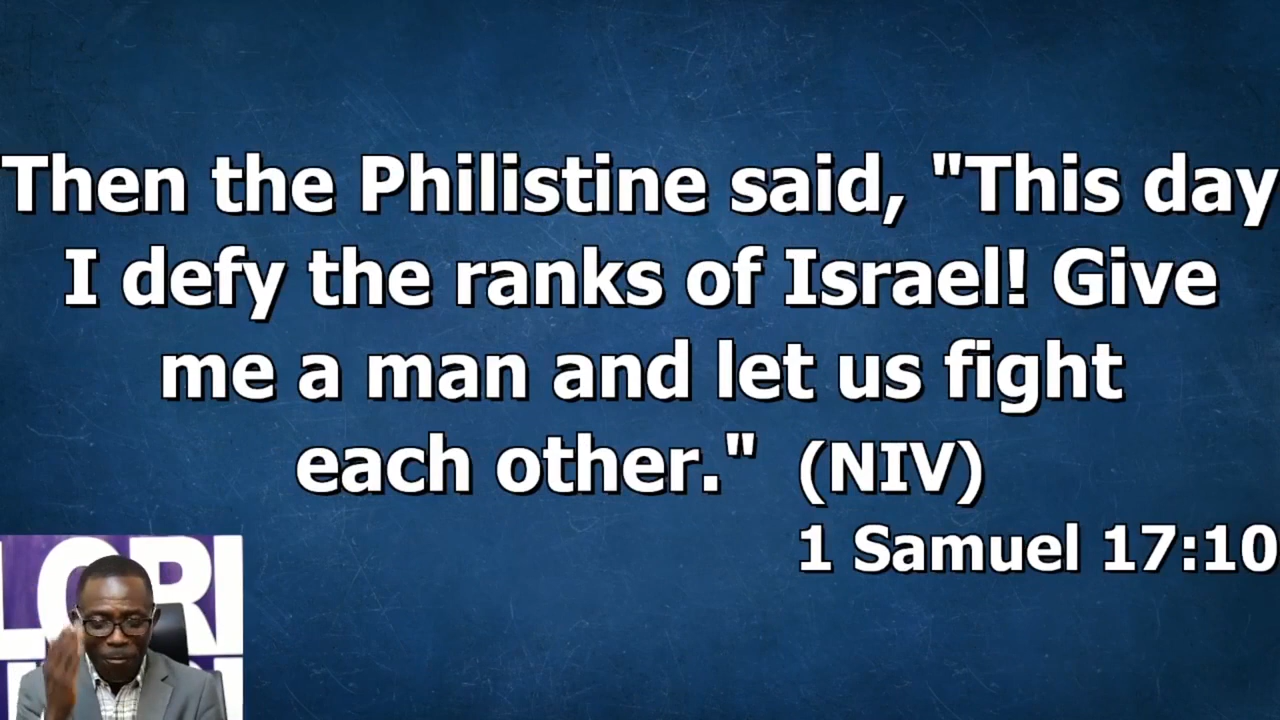 Then the Philistine said, "This day
I defy the ranks of Israel! Give
me a man and let us fight
each other." (NIV)
1 Samuel 17:10